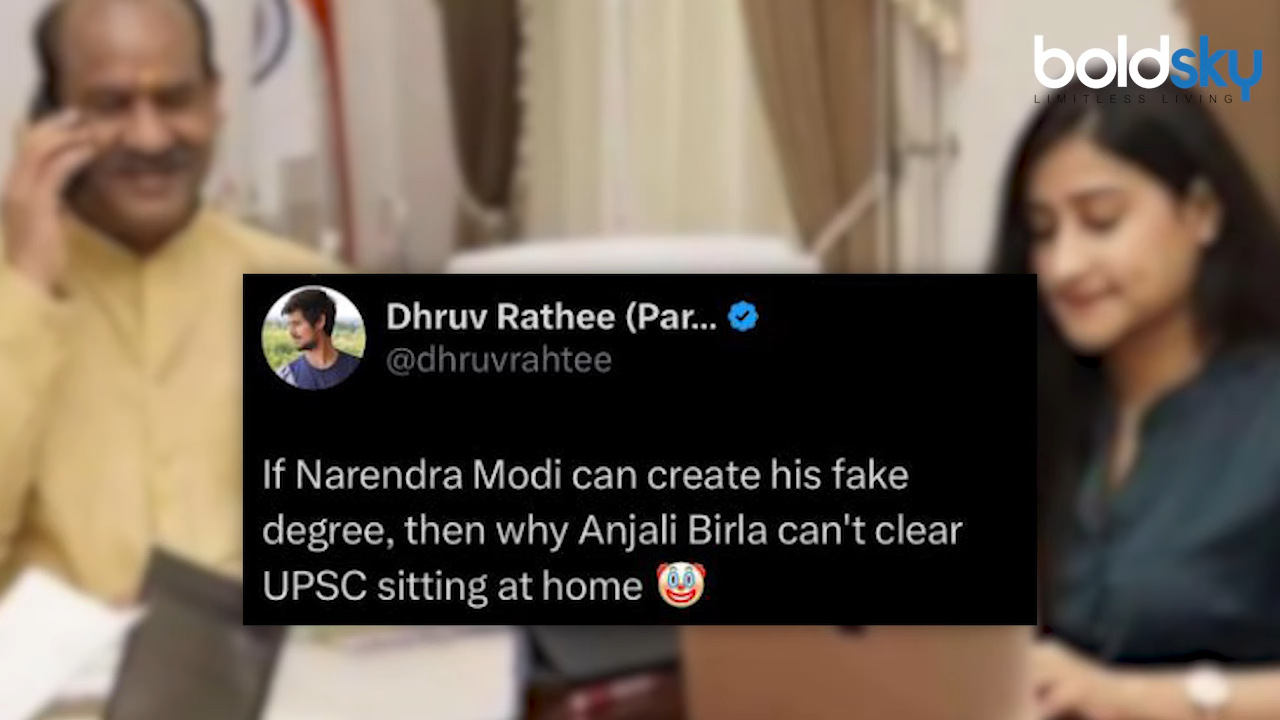 boldsky
LIMITLESS LIVING
Dhruv Rathee (Par...
@dhruvrahtee
If Narendra Modi can create his fake
degree, then why Anjali Birla can't clear
UPSC sitting at home 🤡